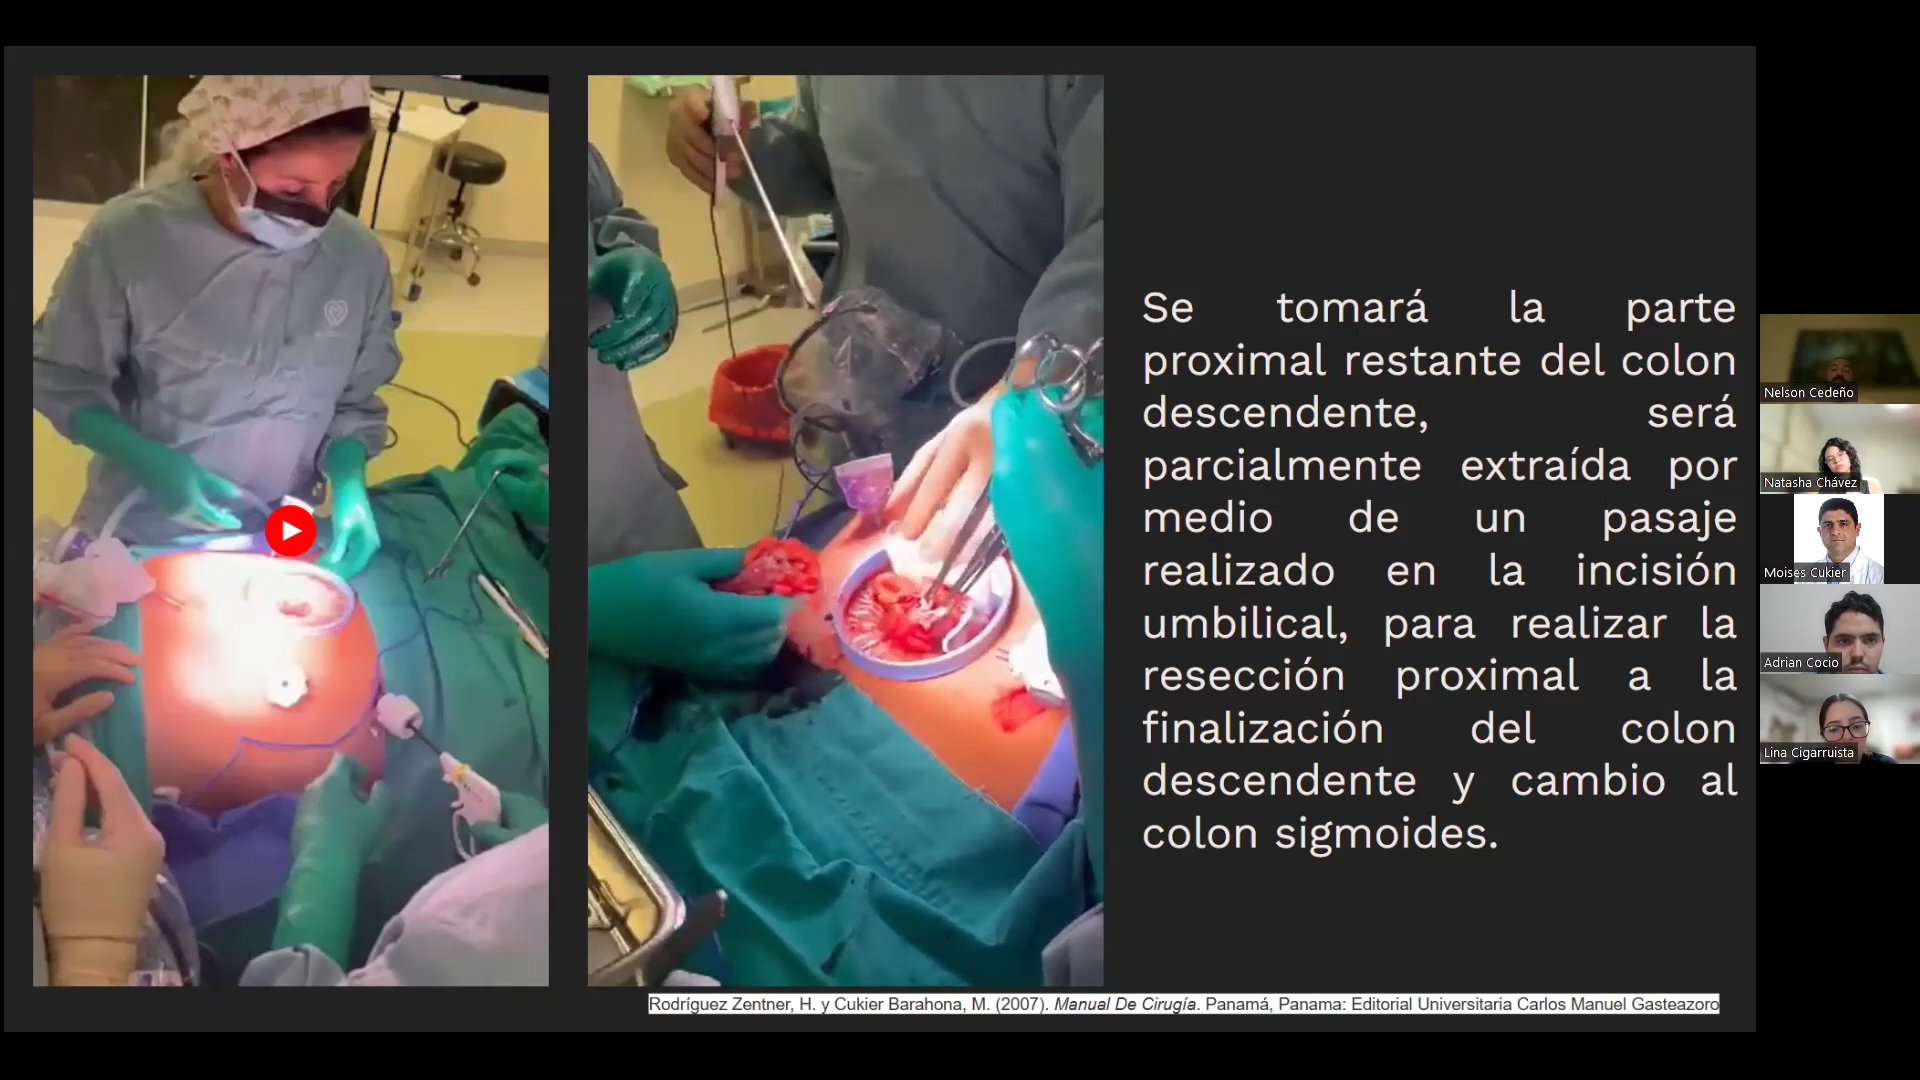 Se tomará la parte
proximal restante del colon
descendente, será
parcialmente extraída por
medio de un pasaje
realizado en la incisión
umbilical, para realizar la
resección proximal a la
finalización del colon
descendente y cambio al
colon sigmoides.
Rodríguez Zentner, H. y Cukier Barahona, M. (2007). Manual De Cirugía. Panamá, Panama: Editorial Universitaria Carlos Manuel Gasteazoro
Nelson Cedeño
Natasha Chávez
Moises Cukier
Adrian Cocio
Lina Cigarruista